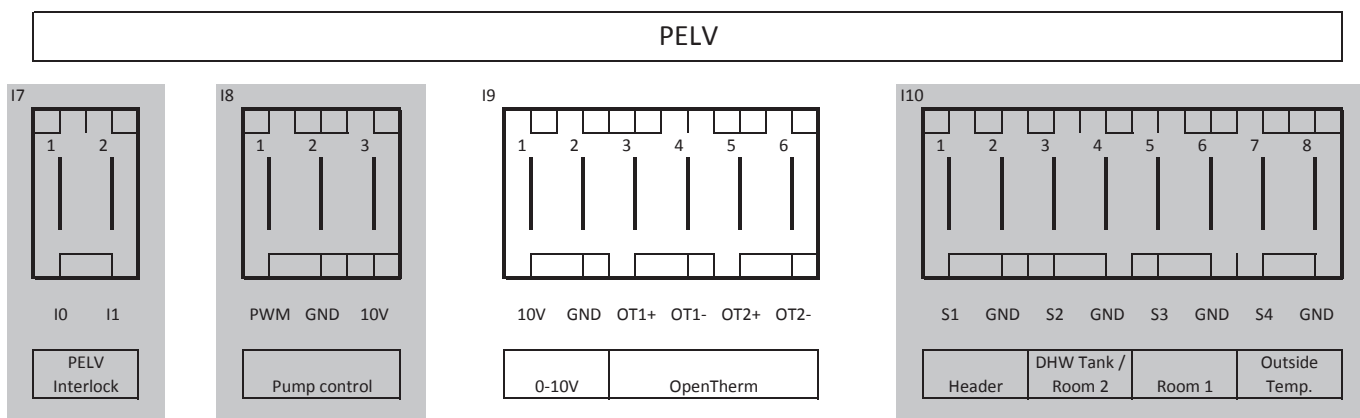 PELV
I7 I8 I9 I10
1 2 1 2 3 1 2 3 4 5 6 1 2 3 4 5 6 7 8
I0 I1 PWM GND 10V 10V GND OT1+ OT1- OT2+ OT2- S1 GND S2 GND S3 GND S4 GND
PELV
Interlock
Pump control
0-10V
OpenTherm
Header
DHW Tank /
Room 2
Room 1
Outside
Temp.